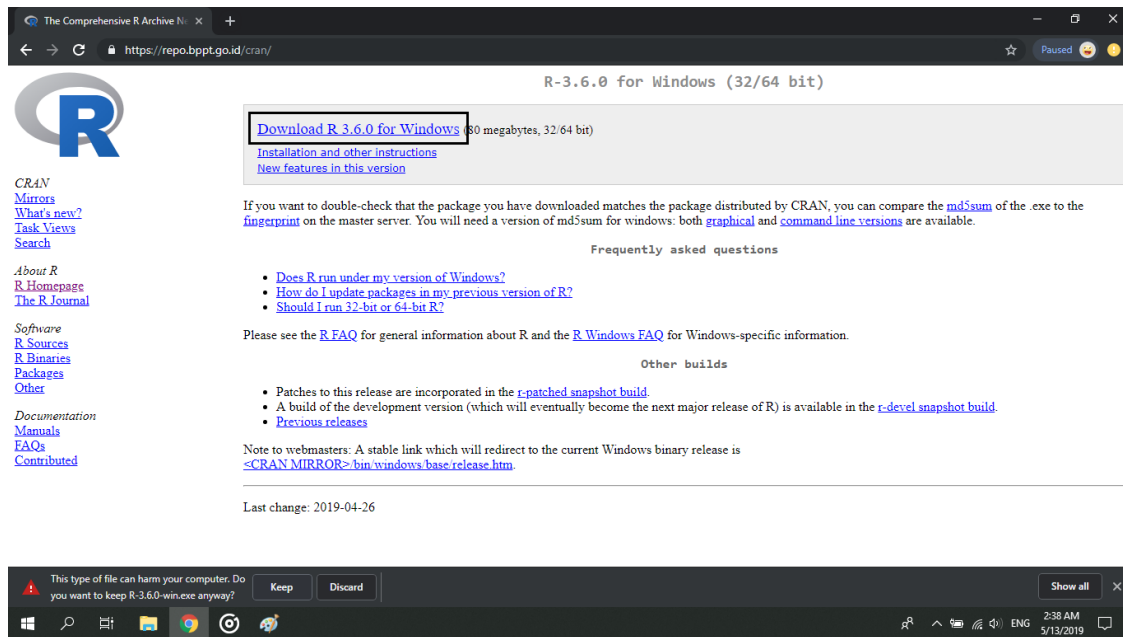 The Comprehensive R Archive Ne
https://repo.bppt.go.id/cran/
Paused
R
CRAN
Mirrors
What's new?
Task Views
Search
About R
R Homepage
The R Journal
Software
R Sources
R Binaries
Packages
Other
Documentation
Manuals
FAQs
Contributed
R-3.6.0 for Windows (32/64 bit)
Download R 3.6.0 for Windows (80 megabytes, 32/64 bit)
Installation and other instructions
New features in this version
If you want to double-check that the package you have downloaded matches the package distributed by CRAN, you can compare the md5sum of the .exe to the
fingerprint on the master server. You will need a version of md5sum for windows: both graphical and command line versions are available.
Frequently asked questions
• Does R run under my version of Windows?
• How do I update packages in my previous version of R?
• Should I run 32-bit or 64-bit R?
Please see the R FAQ for general information about R and the R Windows FAQ for Windows-specific information.
Other builds
• Patches to this release are incorporated in the r-patched snapshot build.
• A build of the development version (which will eventually become the next major release of R) is available in the r-devel snapshot build.
• Previous releases
Note to webmasters: A stable link which will redirect to the current Windows binary release is
<CRAN MIRROR>/bin/windows/base/release.htm.
Last change: 2019-04-26
This type of file can harm your computer. Do
you want to keep R-3.6.0-win.exe anyway?
Keep
Discard
Show all
ENG
2:38 AM
5/13/2019